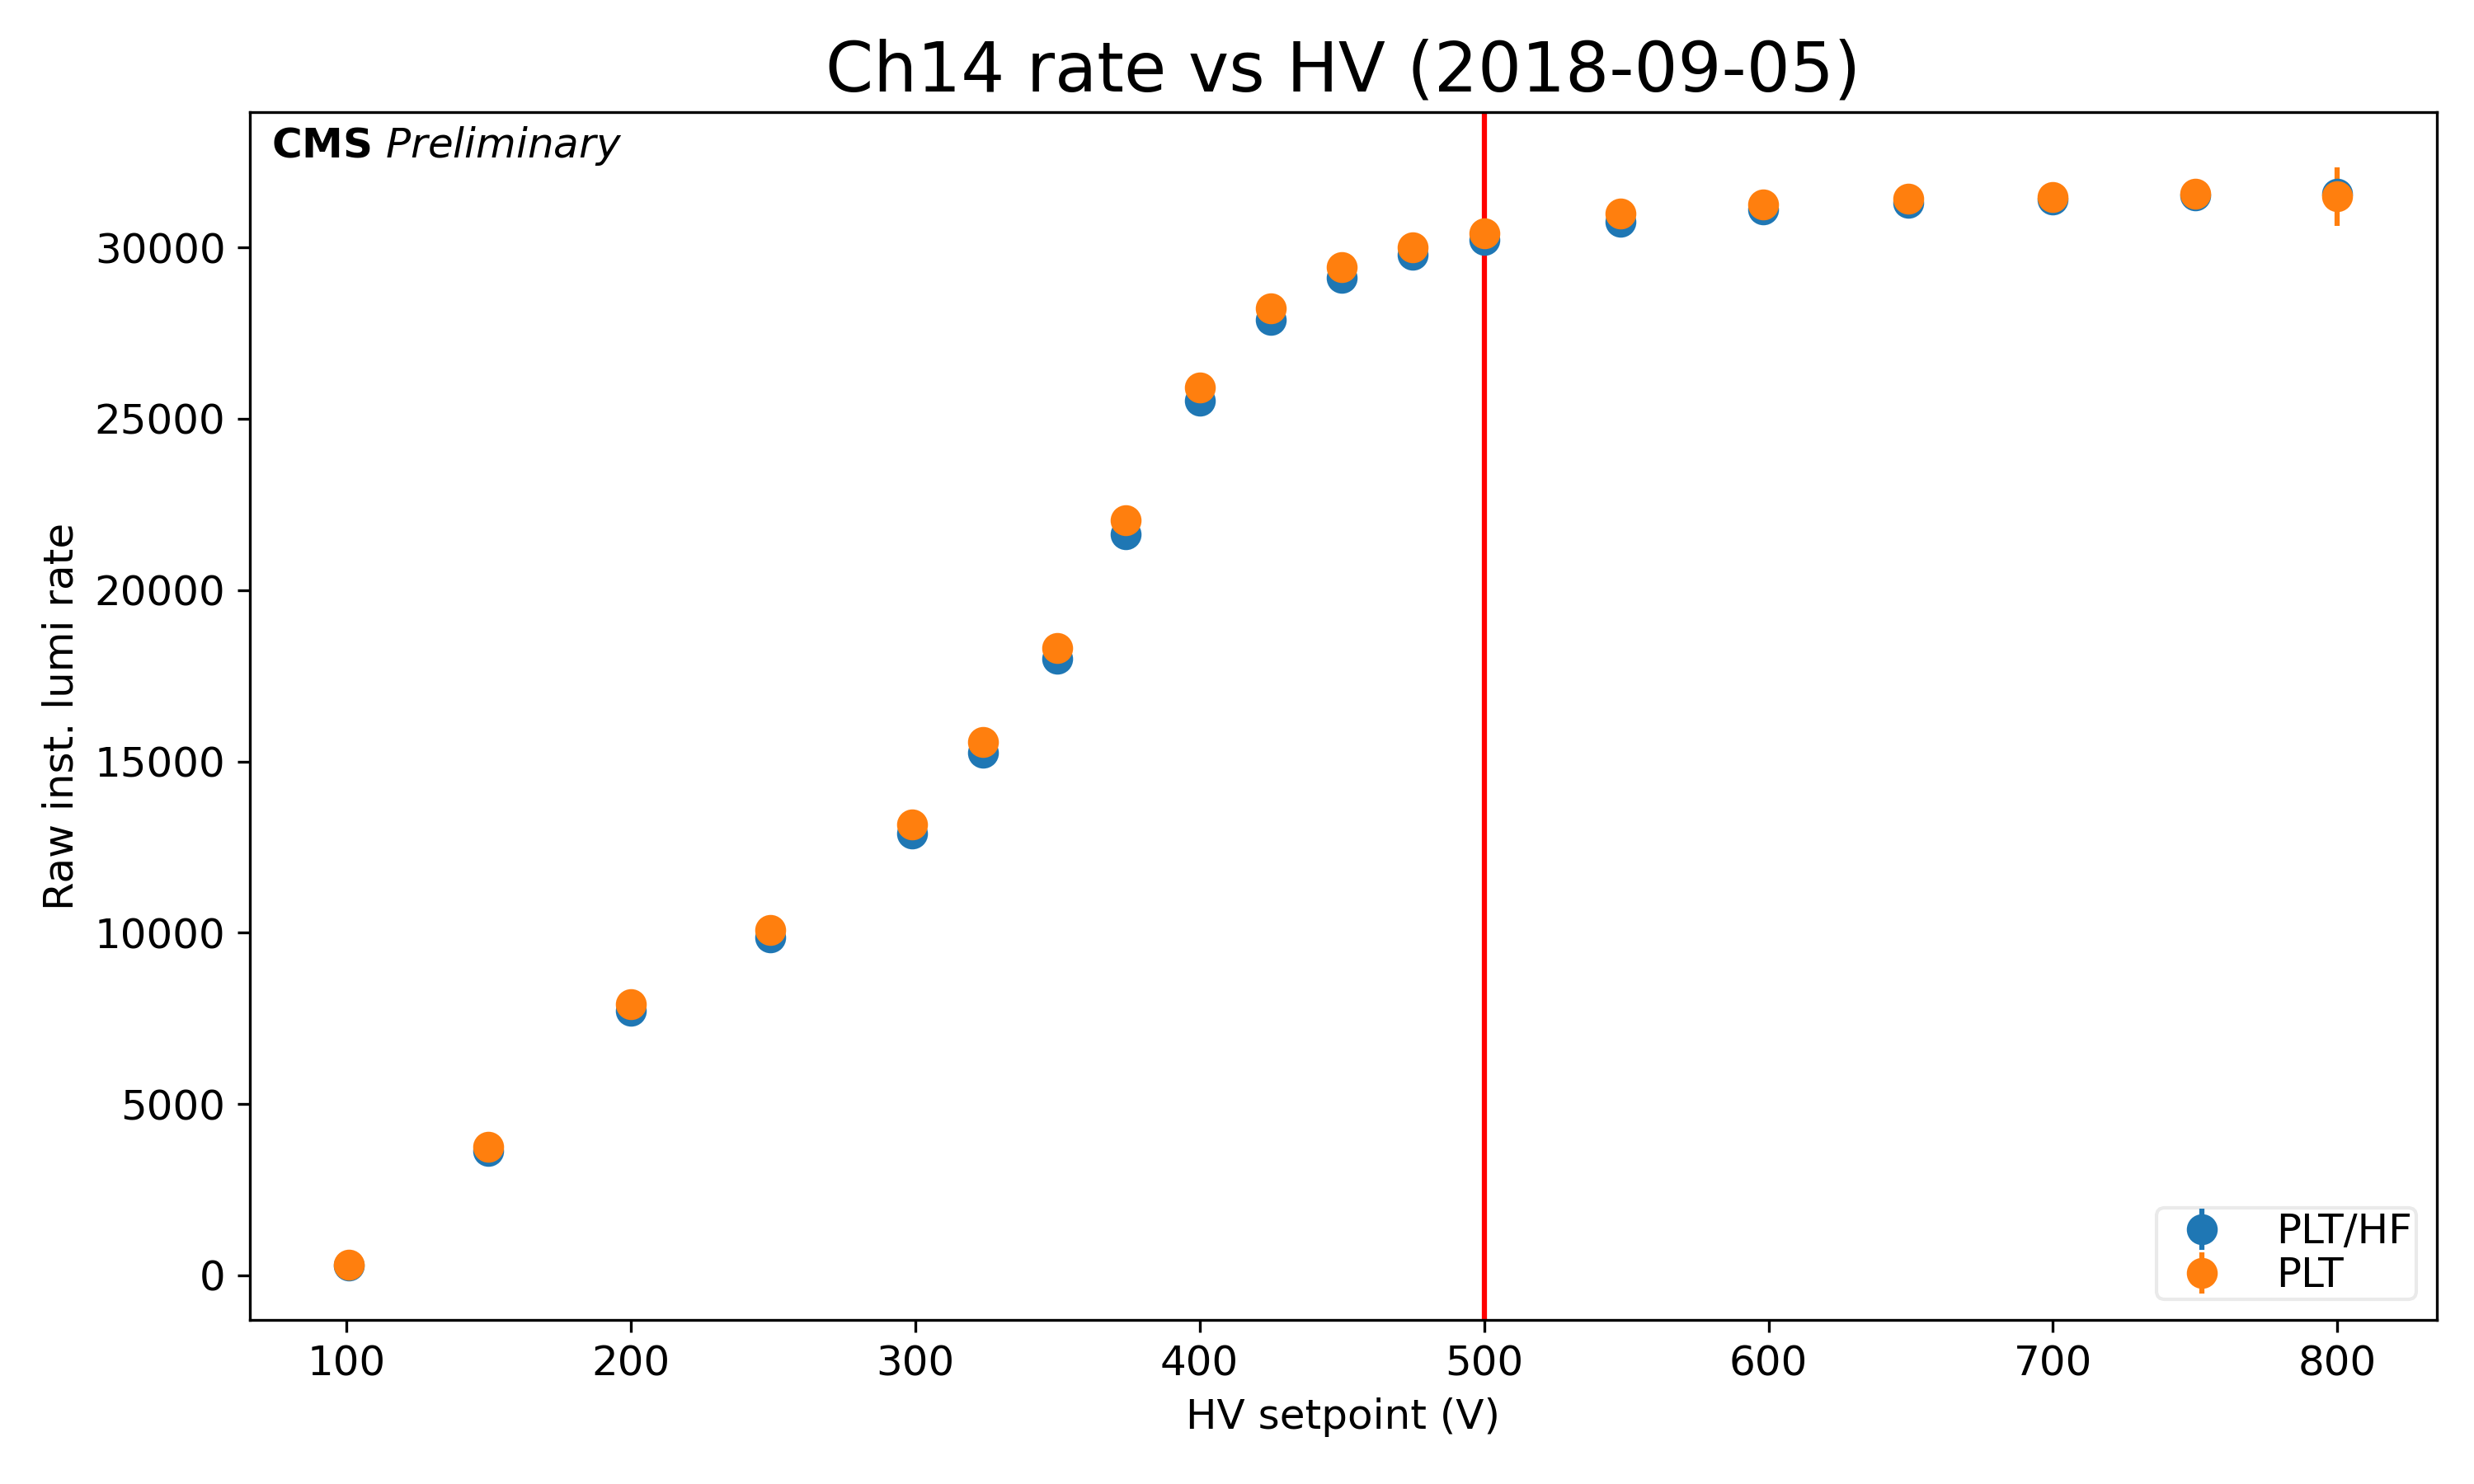 Ch14 rate vs HV (2018-09-05)
CMS Preliminary
Raw inst. lumi rate
30000
25000
20000
15000
10000
5000
0
PLT/HF
PLT
100 200 300 400 500 600 700 800
HV setpoint (V)